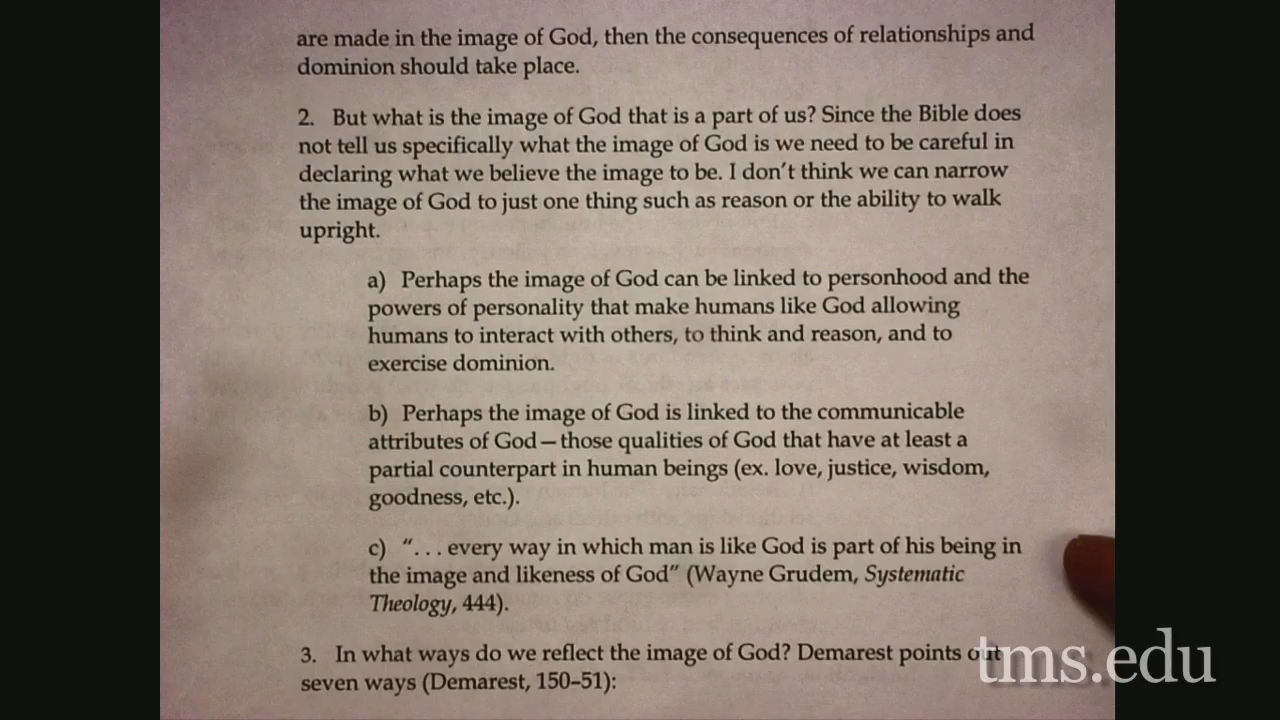 are made in the image of God, then the consequences of relationships and
dominion should take place.
2. But what is the image of God that is a part of us? Since the Bible does
not tell us specifically what the image of God is we need to be careful in
declaring what we believe the image to be. I don't think we can narrow
the image of God to just one thing such as reason or the ability to walk
upright.
a) Perhaps the image of God can be linked to personhood and the
powers of personality that make humans like God allowing
humans to interact with others, to think and reason, and to
exercise dominion.
b) Perhaps the image of God is linked to the communicable
attributes of God—those qualities of God that have at least a
partial counterpart in human beings (ex. love, justice, wisdom,
goodness, etc.).
c) “. . . every way in which man is like God is part of his being in
the image and likeness of God” (Wayne Grudem, Systematic
Theology, 444).
3. In what ways do we reflect the image of God? Demarest points out
seven ways (Demarest, 150–51):
tms.edu